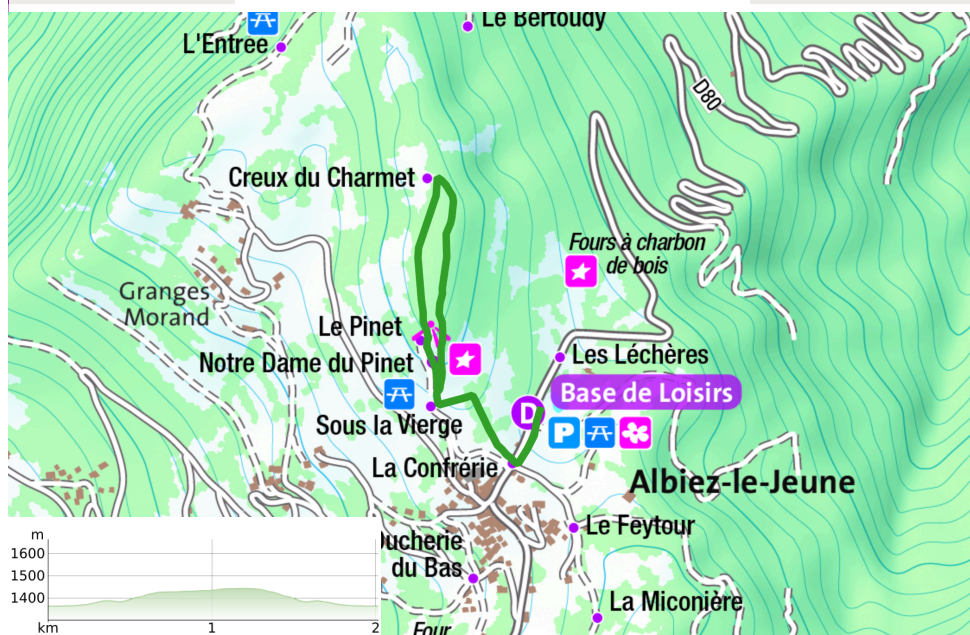 Le Bertoudy
L'Entree
D80
Creux du Charmet
Fours à charbon
de bois
Granges
Morand
Le Pinet
Les Léchères
Notre Dame du Pinet
Base de Loisirs
D
P
Sous la Vierge
La Confrérie
Albiez-le-Jeune
Le Feytour
ucherie
du Bas
La Miconière
Four
m
1600
1500
1400
km
1
2